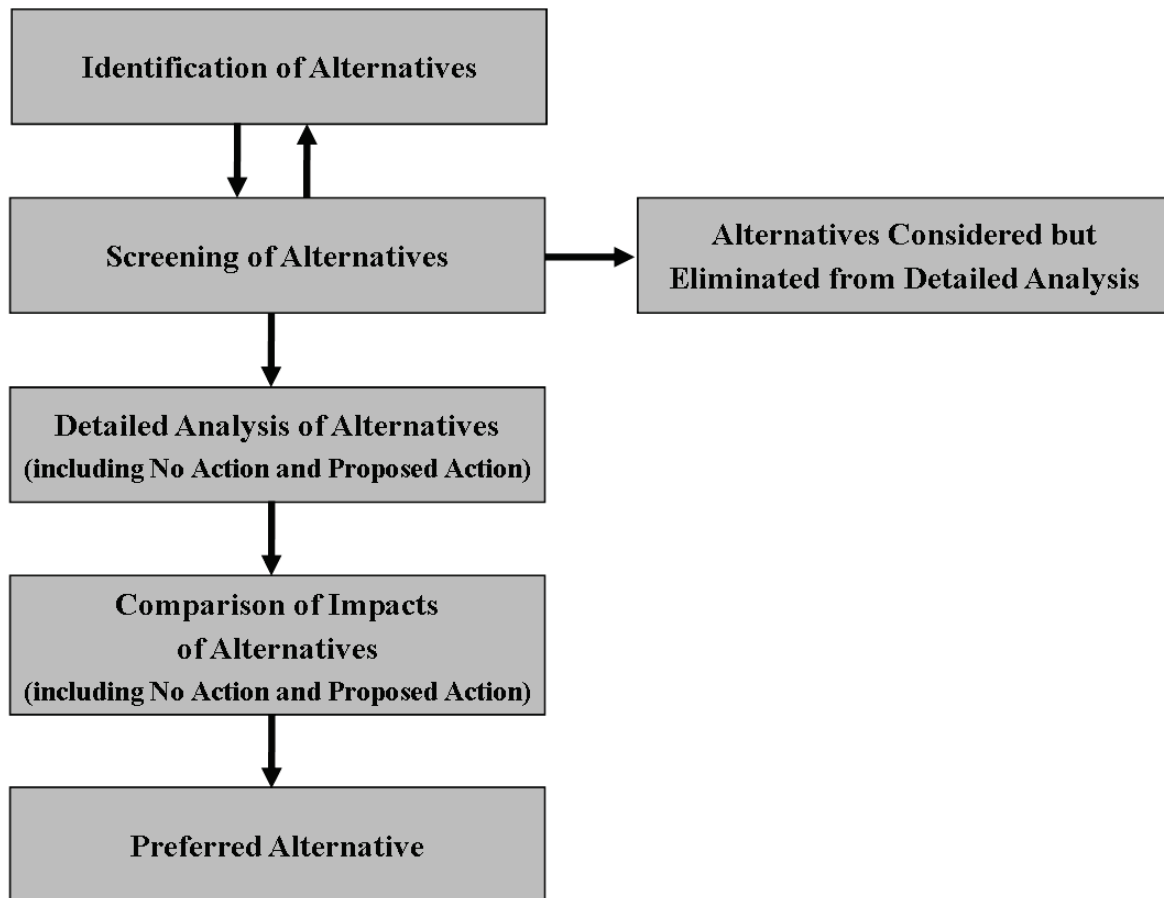 Identification of Alternatives
Screening of Alternatives
Alternatives Considered but
Eliminated from Detailed Analysis
Detailed Analysis of Alternatives
(including No Action and Proposed Action)
Comparison of Impacts
of Alternatives
(including No Action and Proposed Action)
Preferred Alternative